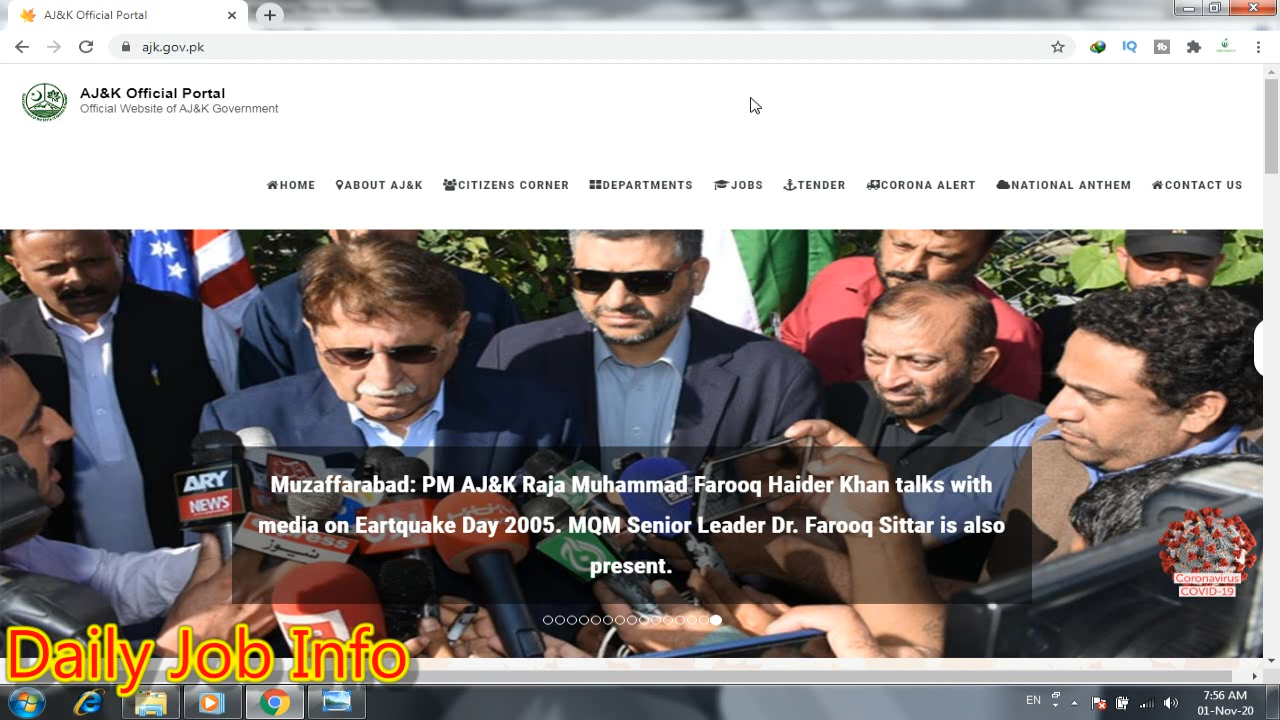 AJ&K Official Portal
ajk.gov.pk
AJ&K Official Portal
Official Website of AJ&K Government
HOME ABOUT AJ&K CITIZENS CORNER DEPARTMENTS JOBS TENDER CORONA ALERT NATIONAL ANTHEM CONTACT US
ARY
NEWS
Muzaffarabad: PM AJ&K Raja Muhammad Farooq Haider Khan talks with
media on Eartquake Day 2005. MQM Senior Leader Dr. Farooq Sittar is also
present.
Coronavirus
COVID-19
Daily Job Info
EN
7:56 AM
01-Nov-20